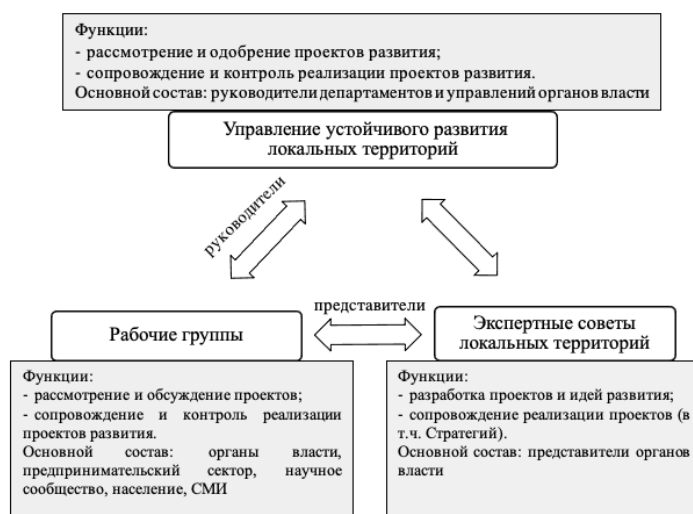 Функции:
- рассмотрение и одобрение проектов развития;
- сопровождение и контроль реализации проектов развития.
Основной состав: руководители департаментов и управлений органов власти
Управление устойчивого развития
локальных территорий
руководители
представители
Рабочие группы
Экспертные советы
локальных территорий
Функции:
- рассмотрение и обсуждение проектов;
- сопровождение и контроль реализации
проектов развития.
Основной состав: органы власти,
предпринимательский сектор, научное
сообщество, население, СМИ
Функции:
- разработка проектов и идей развития;
- сопровождение реализации проектов (в
т.ч. Стратегий).
Основной состав: представители органов
власти